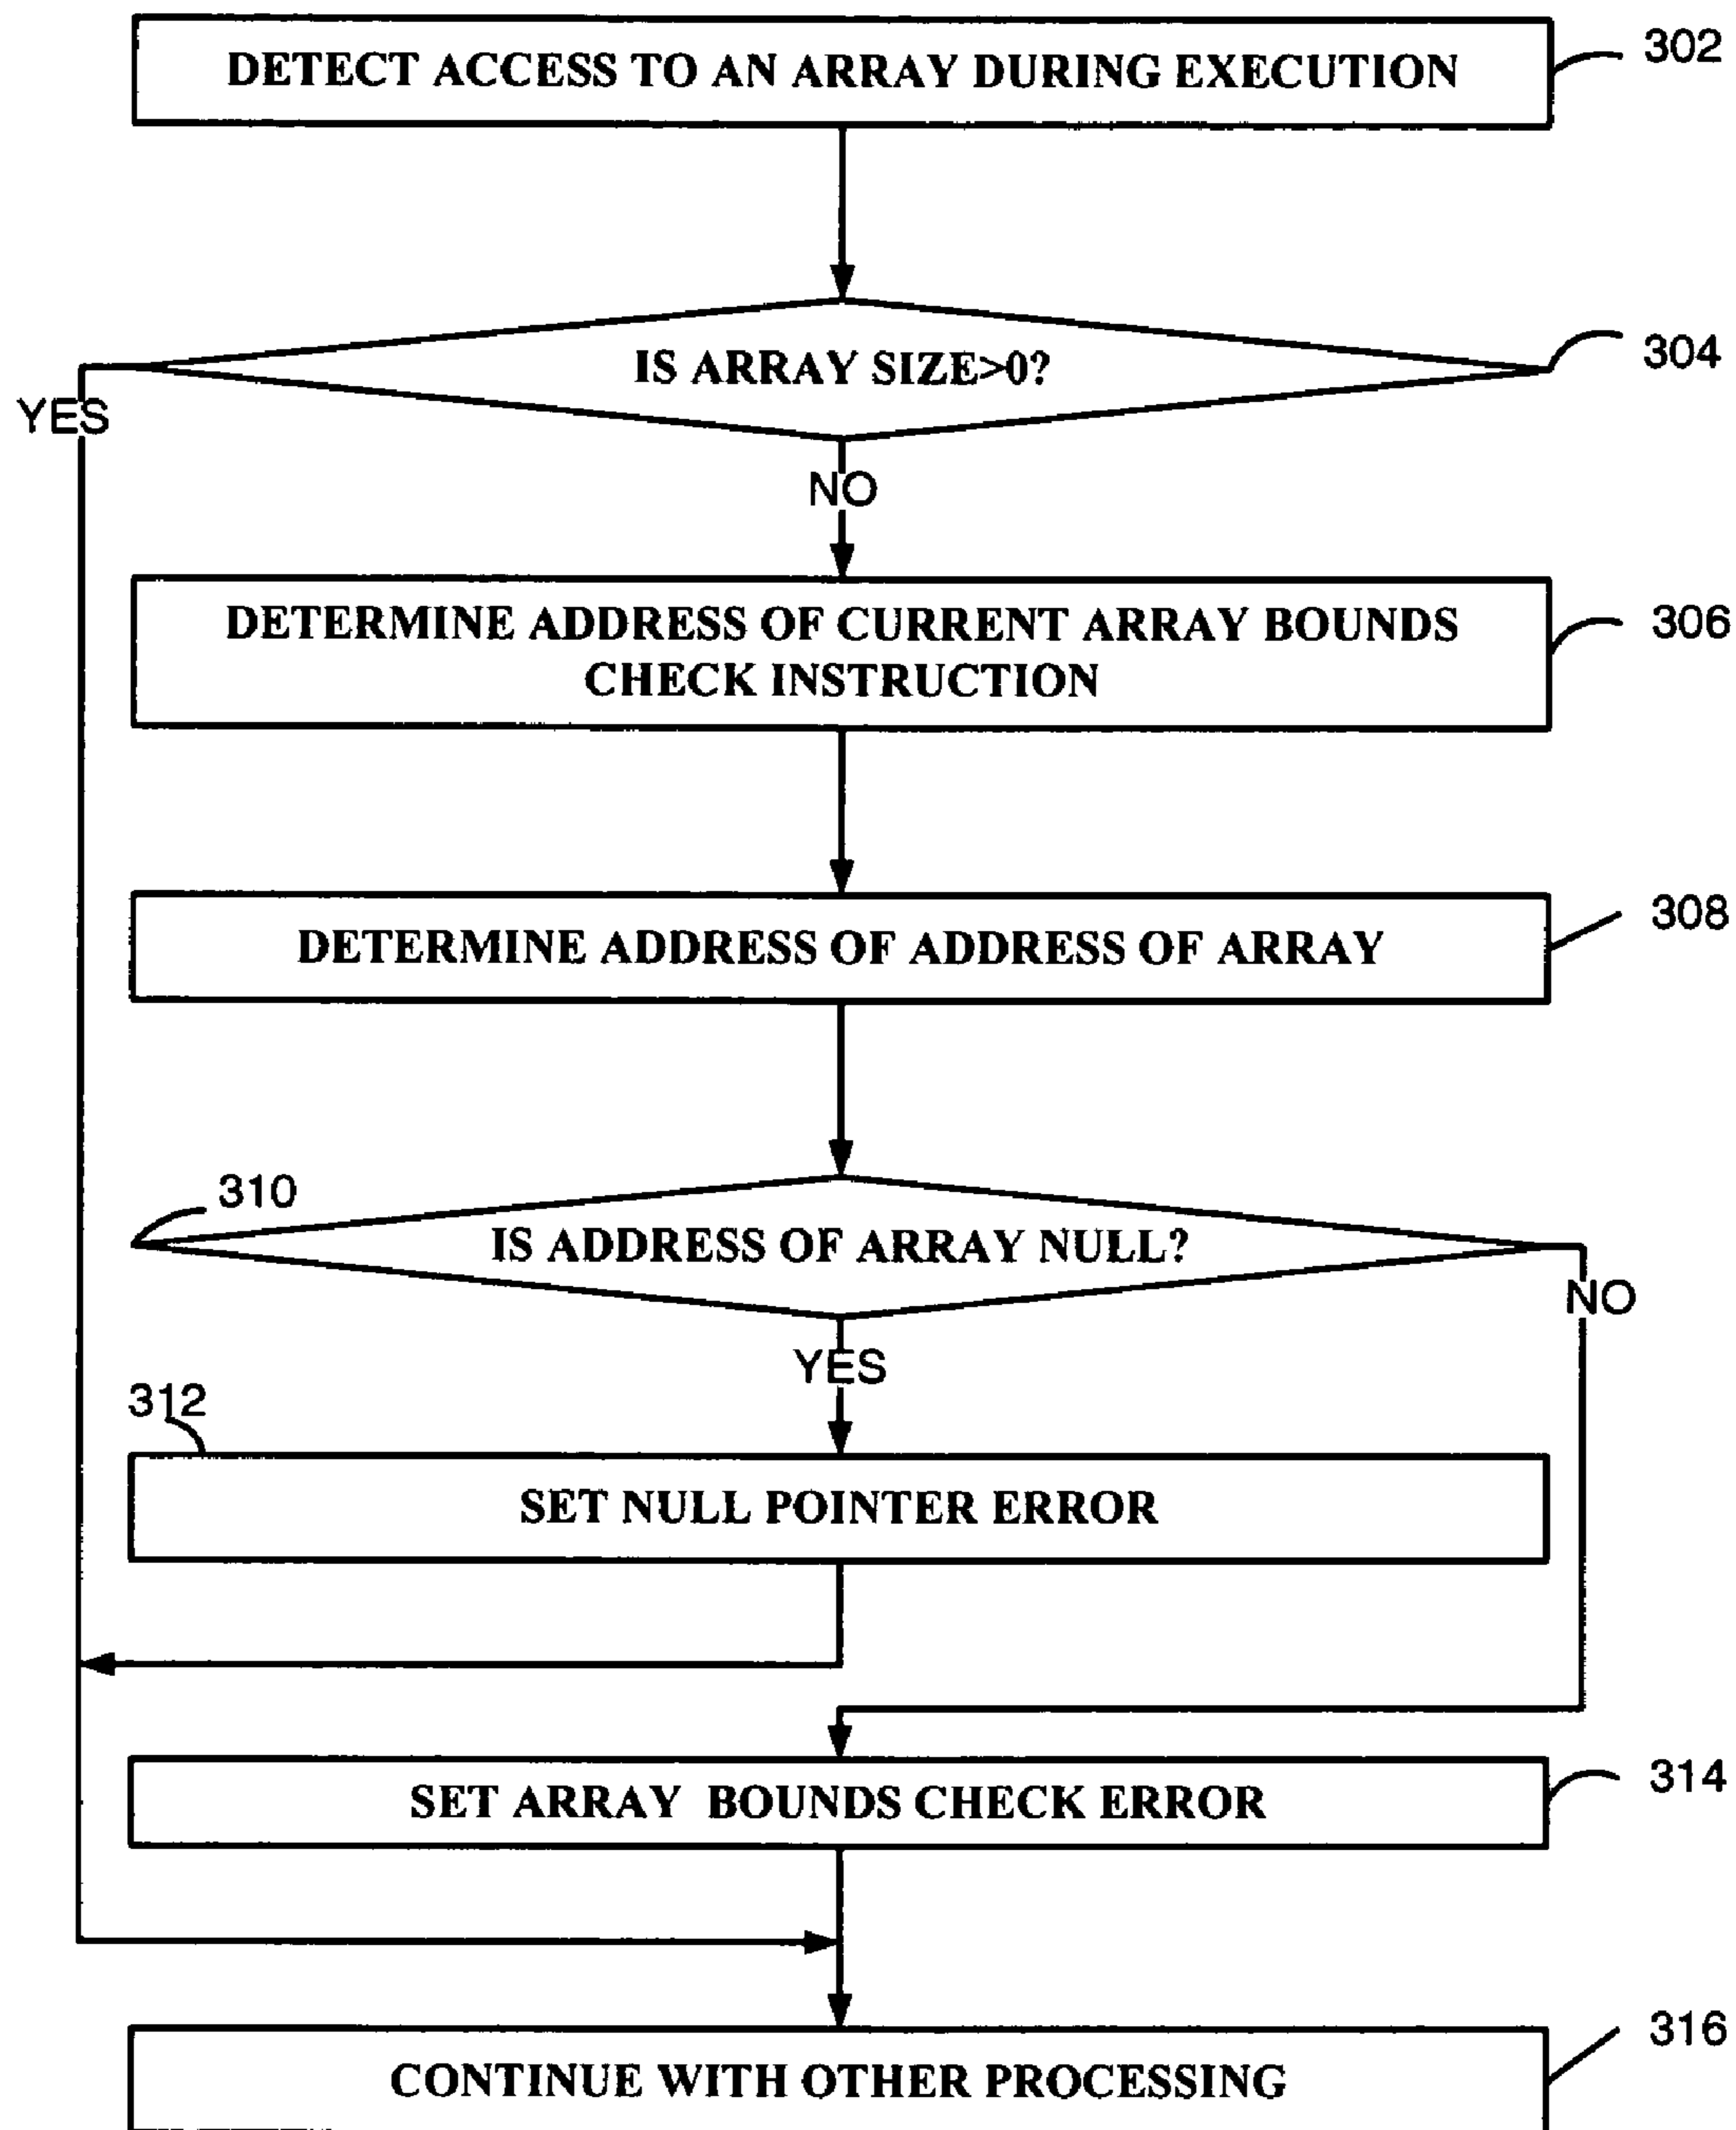 DETECT ACCESS TO AN ARRAY DURING EXECUTION
302
IS ARRAY SIZE>0?
304
YES
NO
DETERMINE ADDRESS OF CURRENT ARRAY BOUNDS
CHECK INSTRUCTION
306
DETERMINE ADDRESS OF ADDRESS OF ARRAY
308
310
IS ADDRESS OF ARRAY NULL?
NO
YES
312
SET NULL POINTER ERROR
SET ARRAY BOUNDS CHECK ERROR
314
CONTINUE WITH OTHER PROCESSING
316